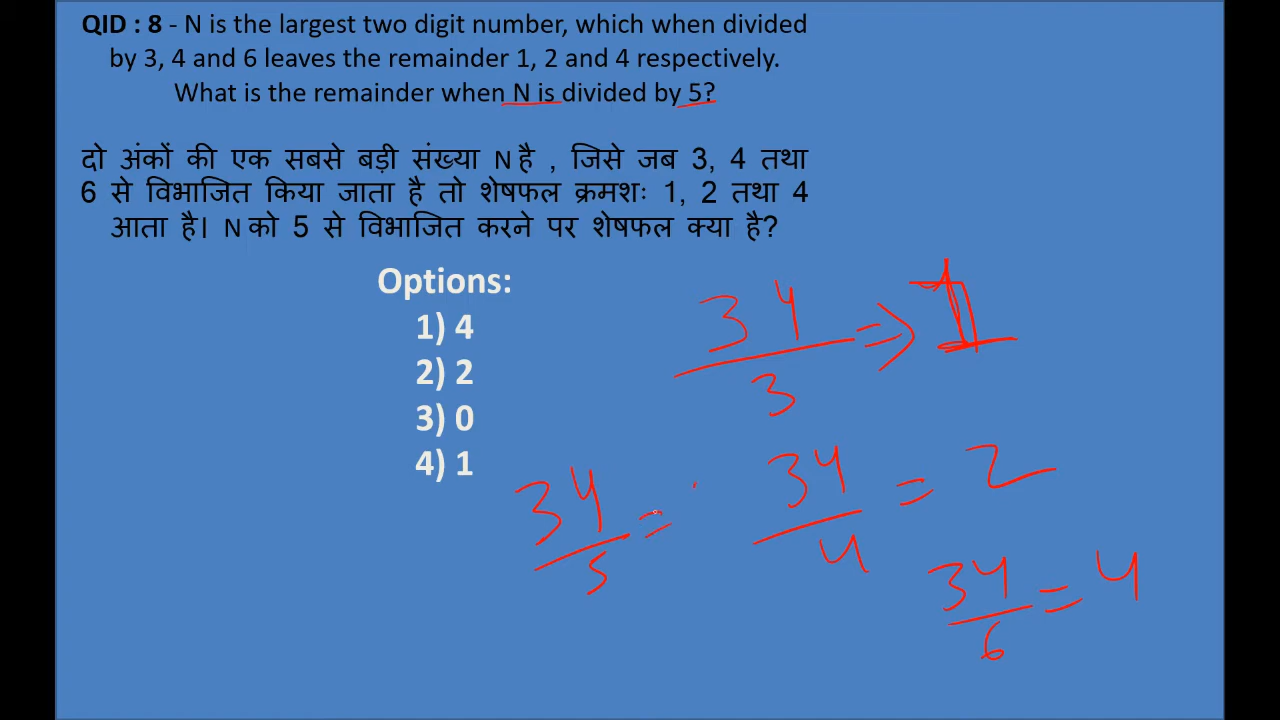 QID : 8 - N is the largest two digit number, which when divided
by 3, 4 and 6 leaves the remainder 1, 2 and 4 respectively.
What is the remainder when N is divided by 5?
दो अंकों की एक सबसे बड़ी संख्या N है , जिसे जब 3, 4 तथा
6 से विभाजित किया जाता है तो शेषफल क्रमशः 1, 2 तथा 4
आता है। N को 5 से विभाजित करने पर शेषफल क्या है?
Options:
1) 4
2) 2
3) 0
4) 1
34
3
⇒ 1
34
5
=
34
4
= 2
34
6
= 4